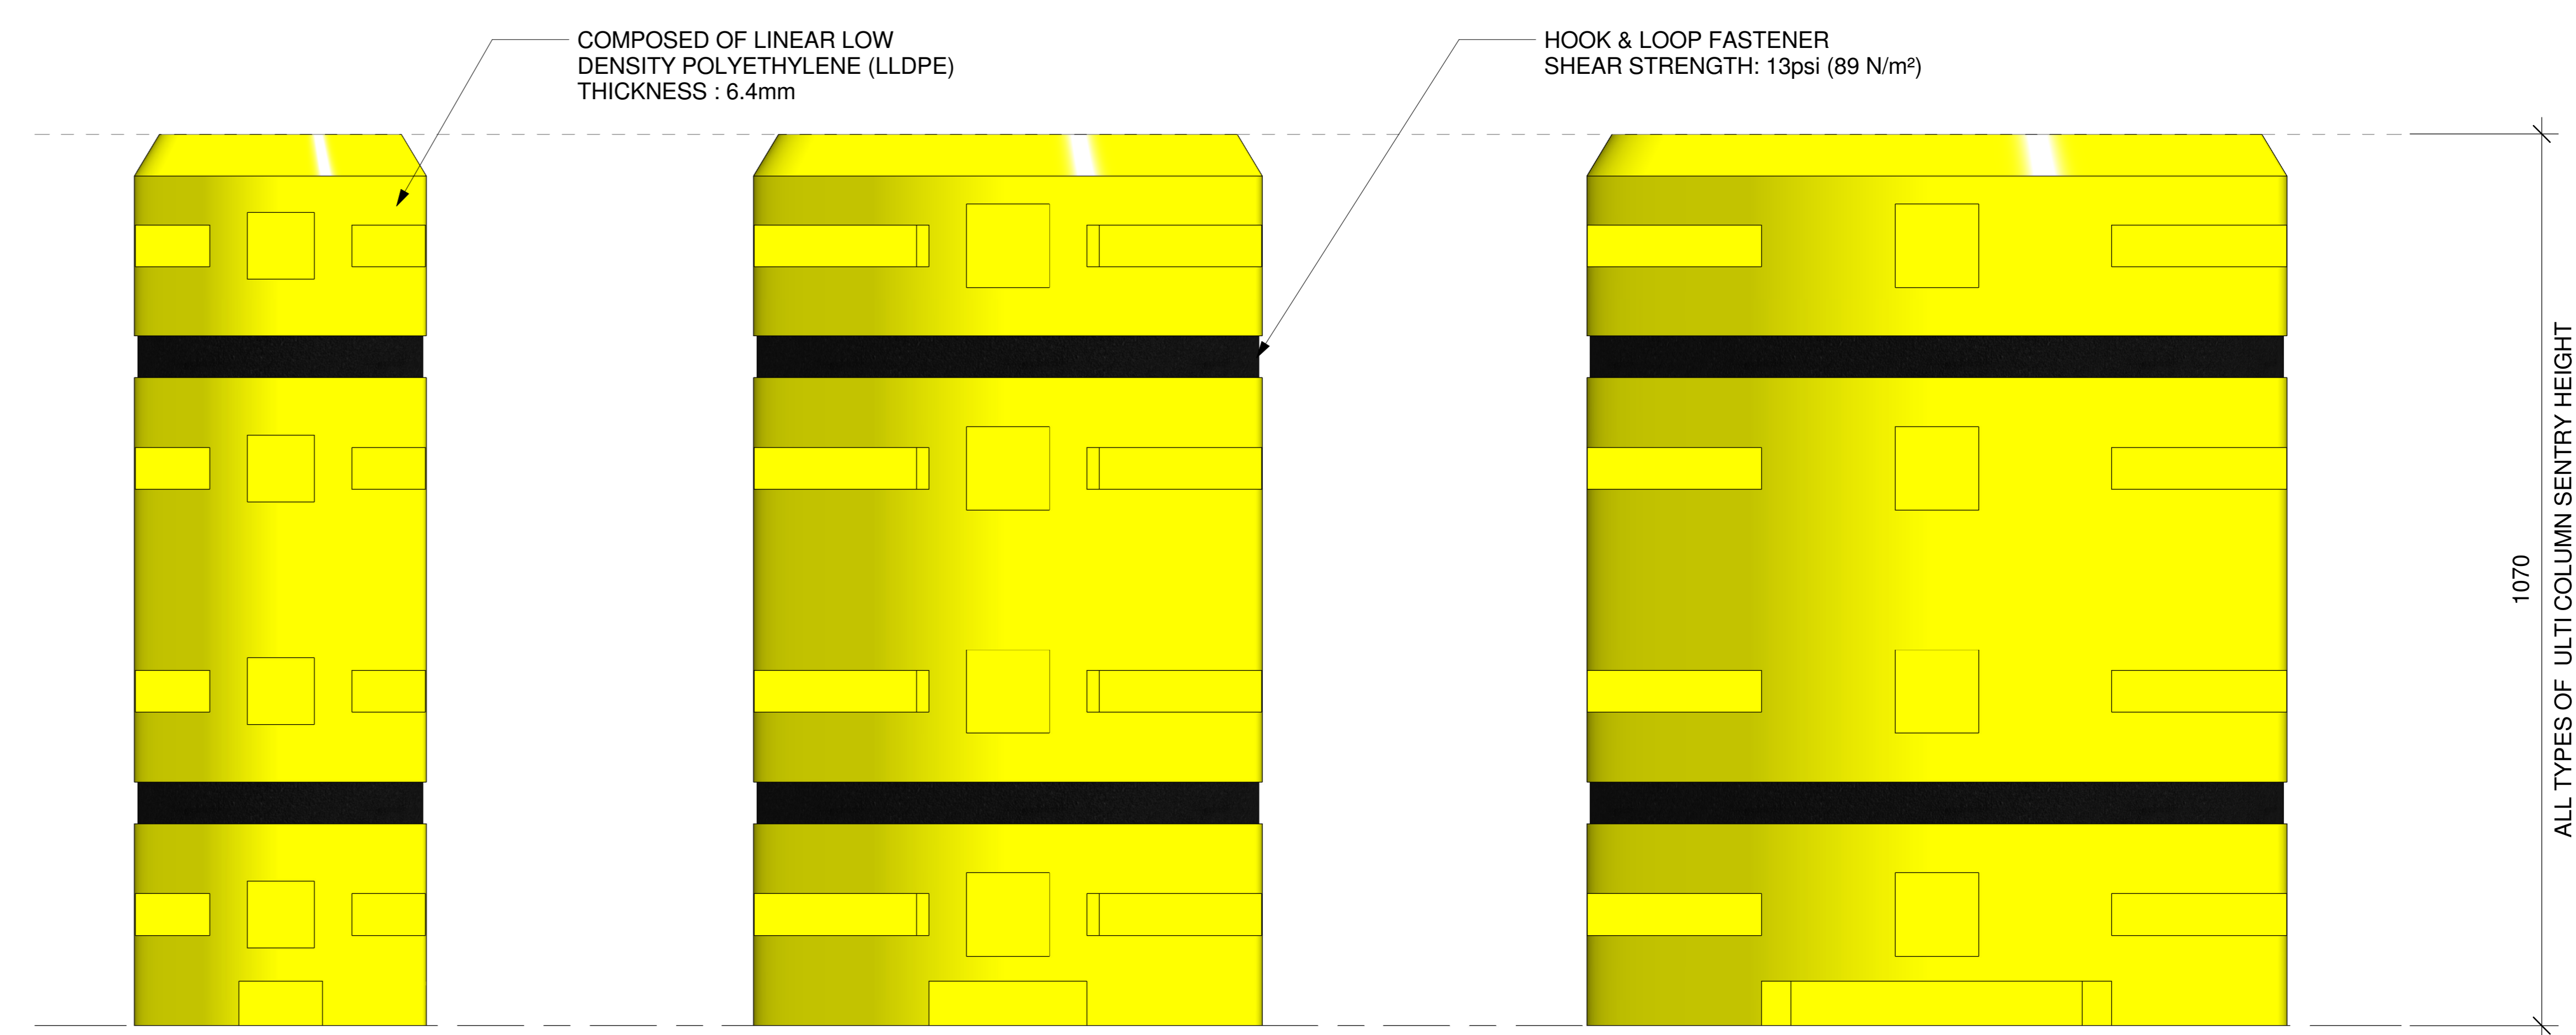 COMPOSED OF LINEAR LOW
DENSITY POLYETHYLENE (LLDPE)
THICKNESS : 6.4mm
HOOK & LOOP FASTENER
SHEAR STRENGTH: 13psi (89 N/m²)
1070
ALL TYPES OF ULTI COLUMN SENTRY HEIGHT